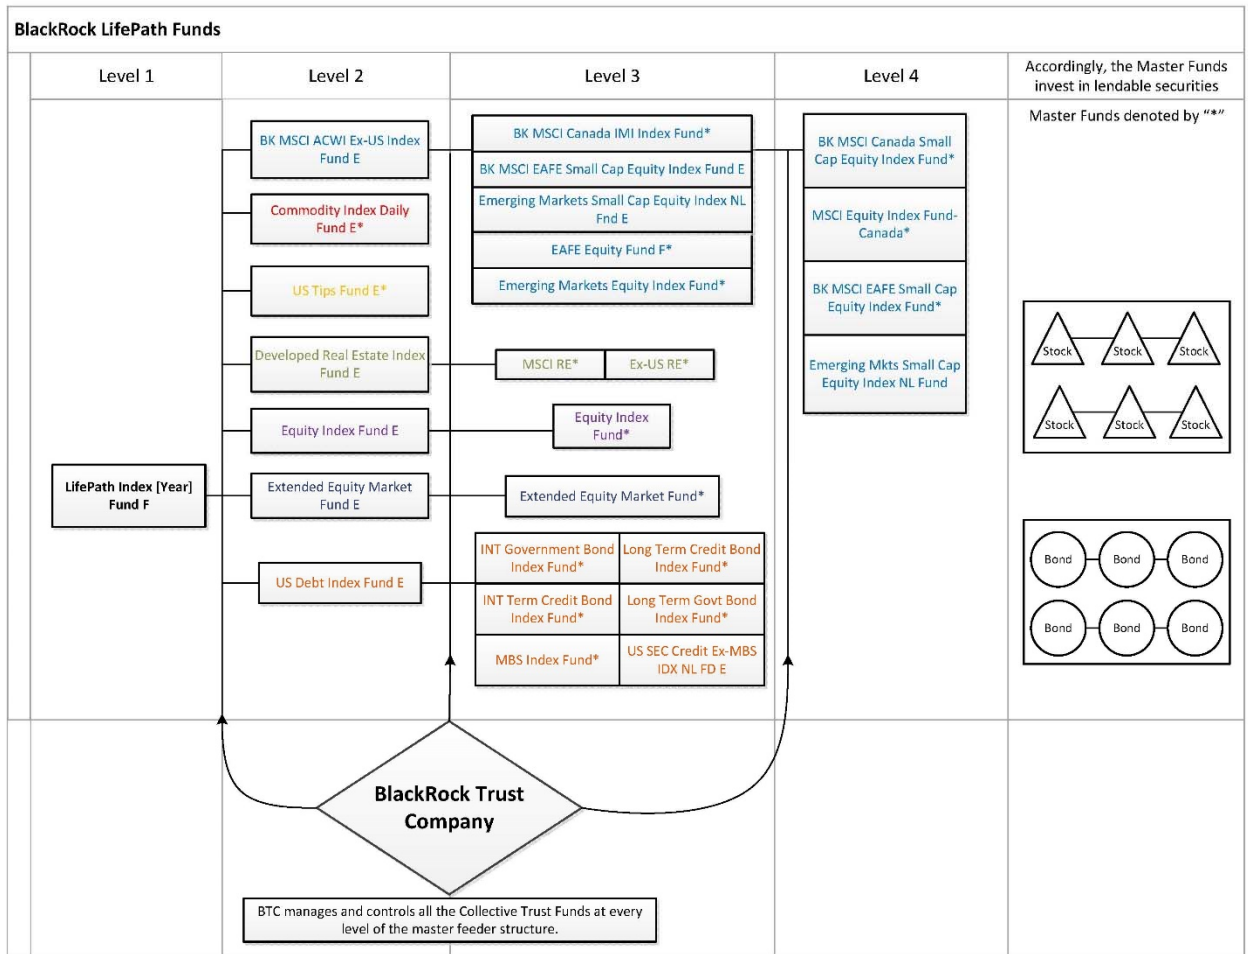 BlackRock LifePath Funds
Level 1
Level 2
Level 3
Level 4
Accordingly, the Master Funds
invest in lendable securities
Master Funds denoted by “*”
LifePath Index [Year]
Fund F
BK MSCI ACWI Ex-US Index
Fund E
Commodity Index Daily
Fund E*
US Tips Fund E*
Developed Real Estate Index
Fund E
Equity Index Fund E
Extended Equity Market
Fund E
US Debt Index Fund E
BK MSCI Canada IMI Index Fund*
BK MSCI EAFE Small Cap Equity Index Fund E
Emerging Markets Small Cap Equity Index NL
Fnd E
EAFE Equity Fund F*
Emerging Markets Equity Index Fund*
MSCI RE*
Ex-US RE*
Equity Index
Fund*
Extended Equity Market Fund*
INT Government Bond
Index Fund*
Long Term Credit Bond
Index Fund*
INT Term Credit Bond
Index Fund*
Long Term Govt Bond
Index Fund*
MBS Index Fund*
US SEC Credit Ex-MBS
IDX NL FD E
BK MSCI Canada Small
Cap Equity Index Fund*
MSCI Equity Index Fund-
Canada*
BK MSCI EAFE Small Cap
Equity Index Fund*
Emerging Mkts Small Cap
Equity Index NL Fund
Stock
Stock
Stock
Stock
Stock
Stock
Bond
Bond
Bond
Bond
Bond
Bond
BlackRock Trust
Company
BTC manages and controls all the Collective Trust Funds at every
level of the master feeder structure.